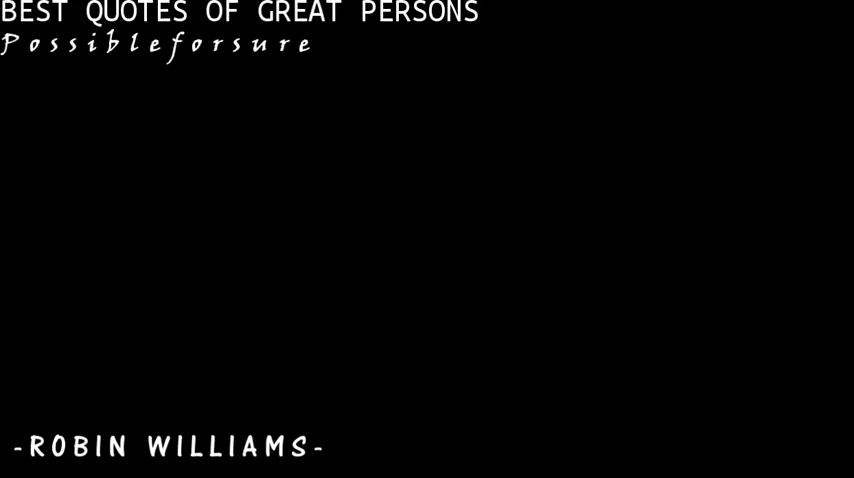 BEST QUOTES OF GREAT PERSONS
Possibleforsure
-ROBIN WILLIAMS-